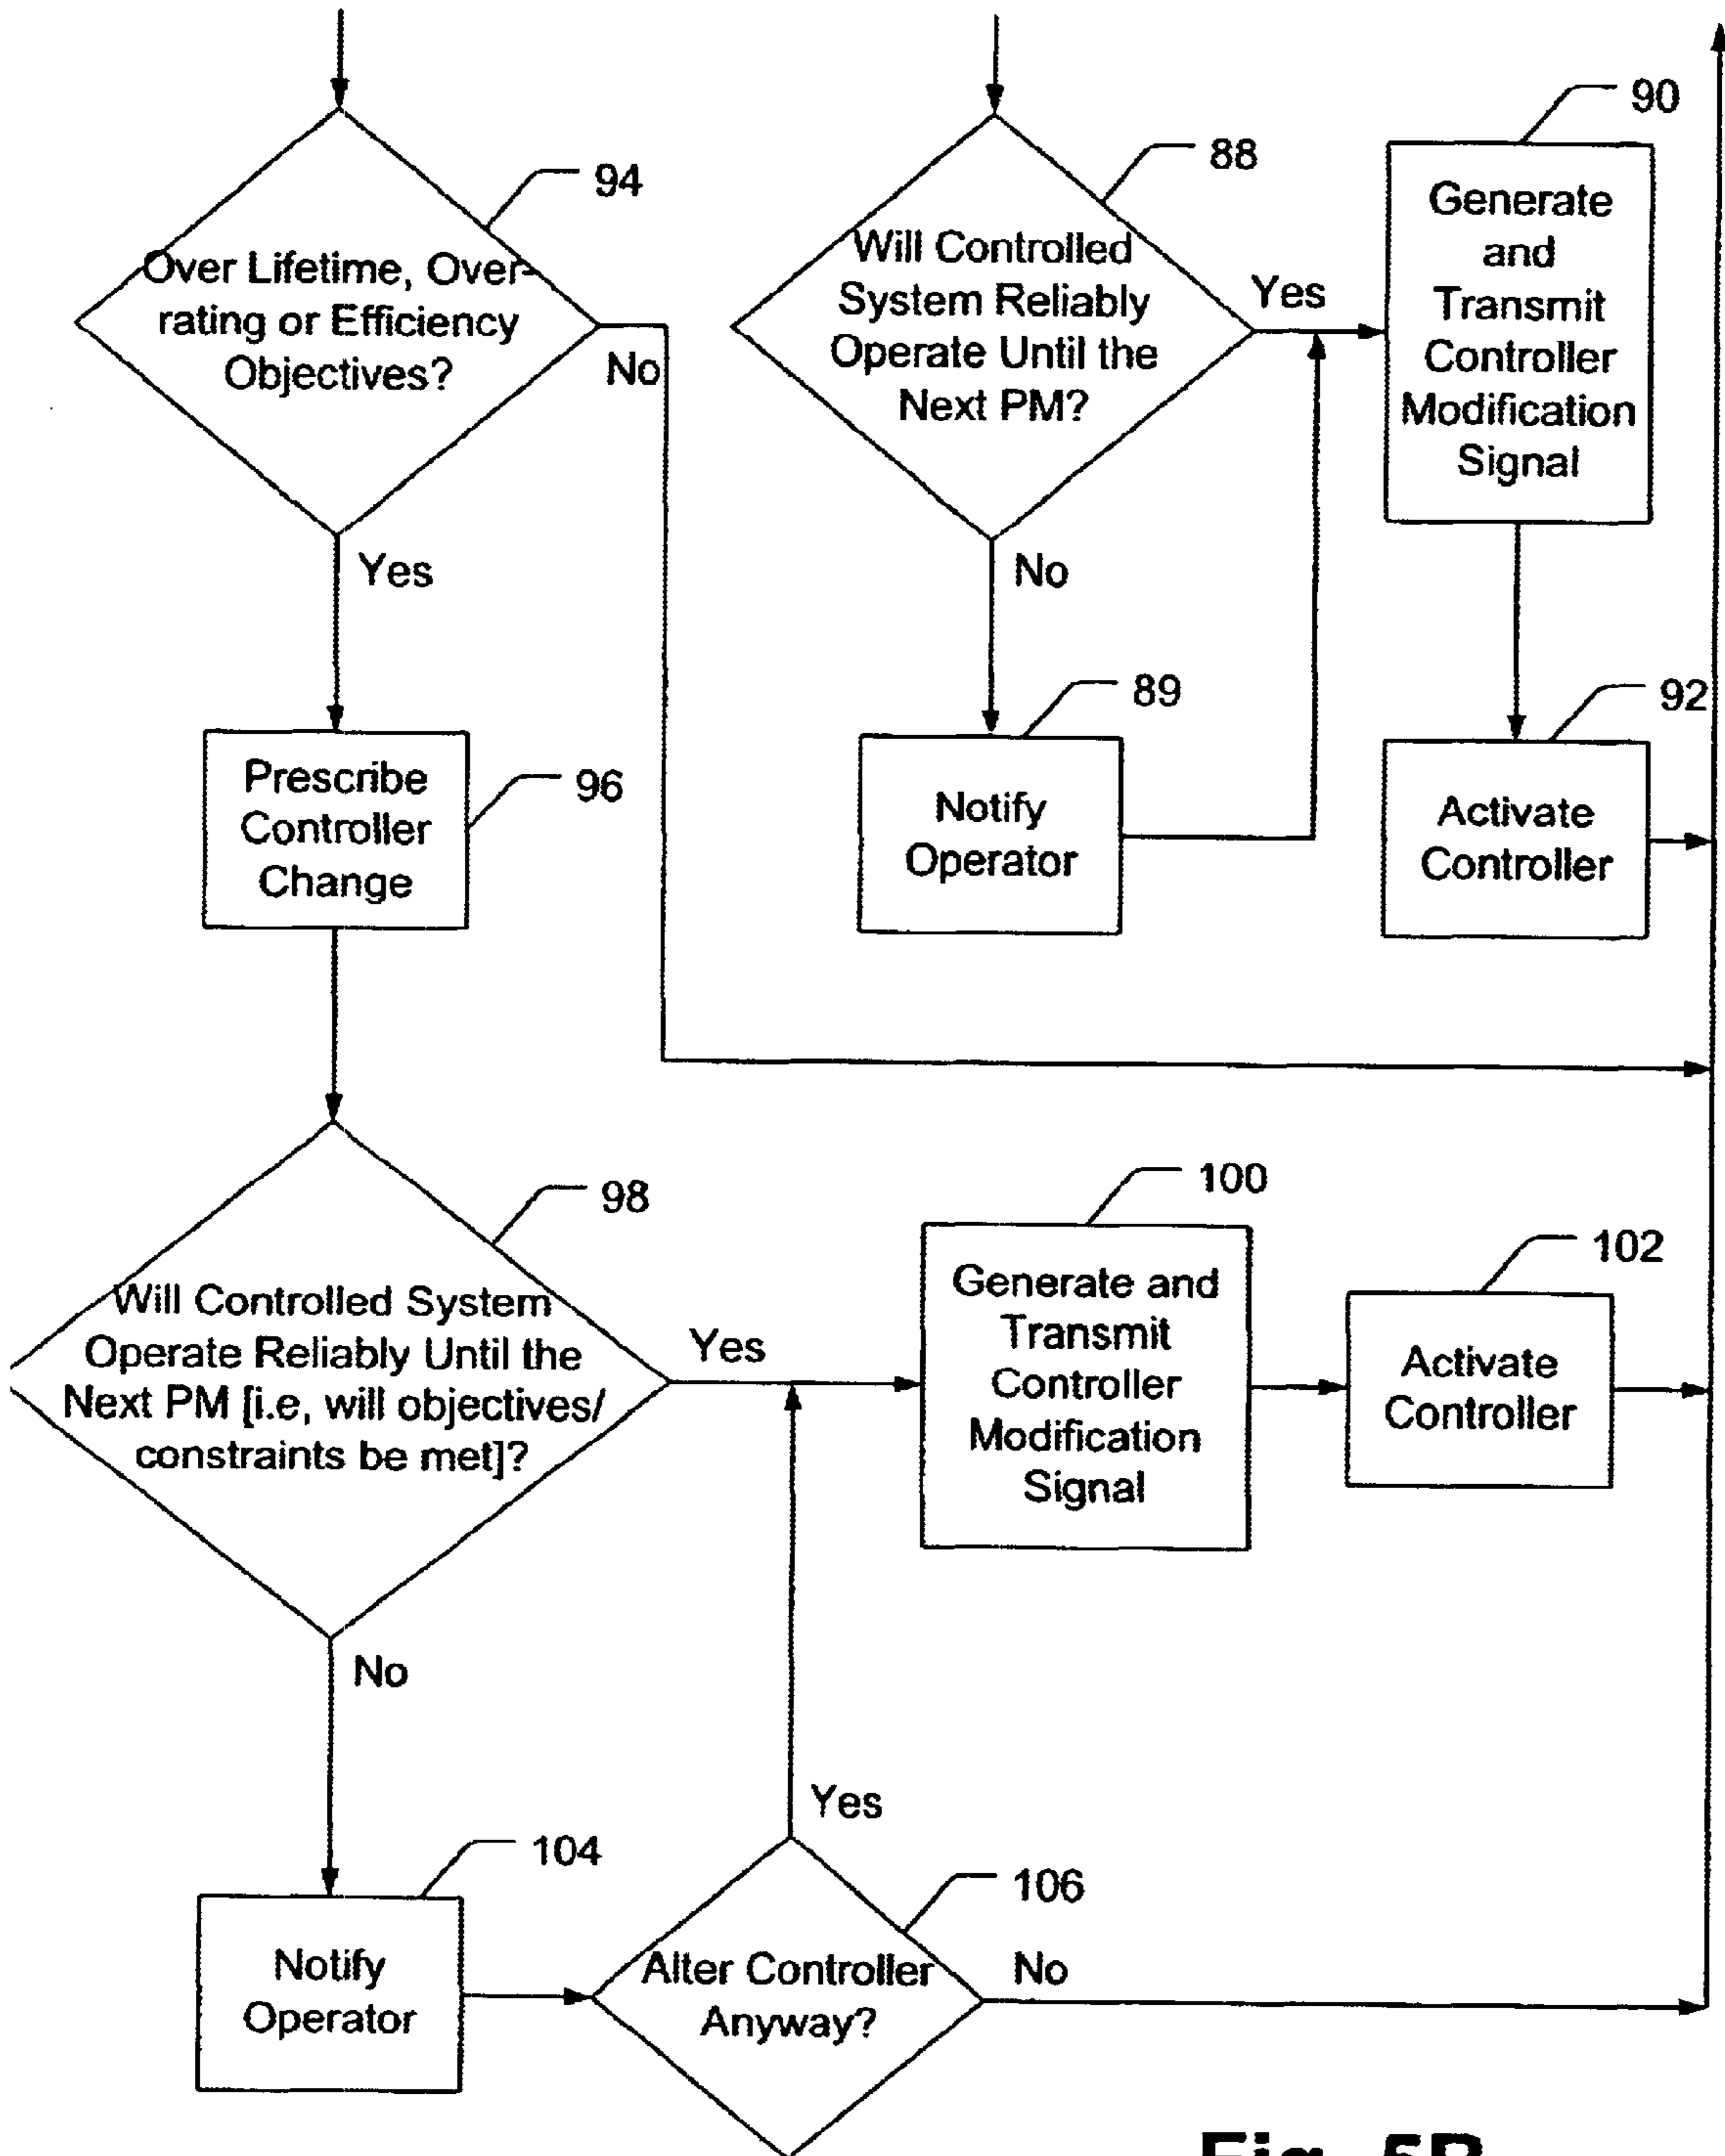 94
Over Lifetime, Over-
rating or Efficiency
Objectives?
No
Yes
88
Will Controlled
System Reliably
Operate Until the
Next PM?
Yes
No
90
Generate
and
Transmit
Controller
Modification
Signal
89
Notify
Operator
92
Activate
Controller
96
Prescribe
Controller
Change
98
Will Controlled System
Operate Reliably Until the
Next PM [i.e, will objectives/
constraints be met]?
Yes
No
100
Generate and
Transmit
Controller
Modification
Signal
102
Activate
Controller
104
Notify
Operator
106
Alter Controller
Anyway?
Yes
No